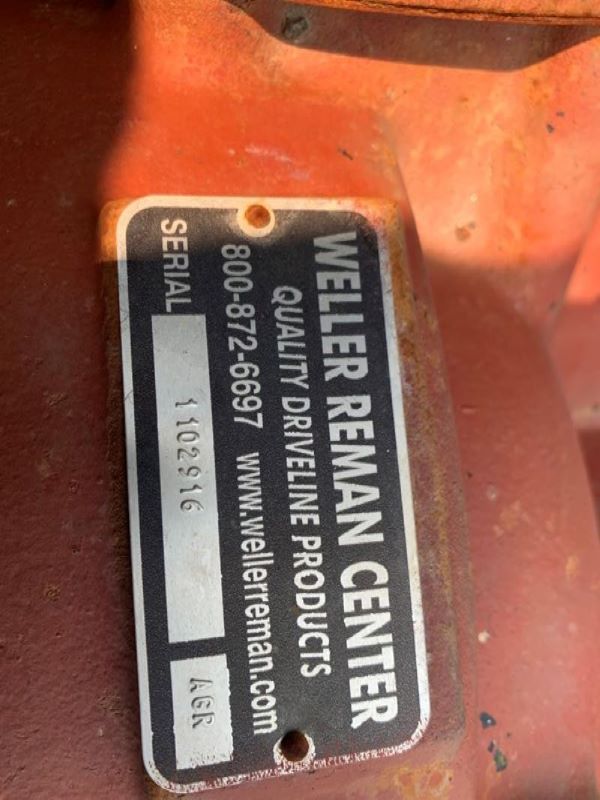 WELLER REMAN CENTER
QUALITY DRIVELINE PRODUCTS
800-872-6697 www.wellerreman.com
SERIAL 1102916 AGR